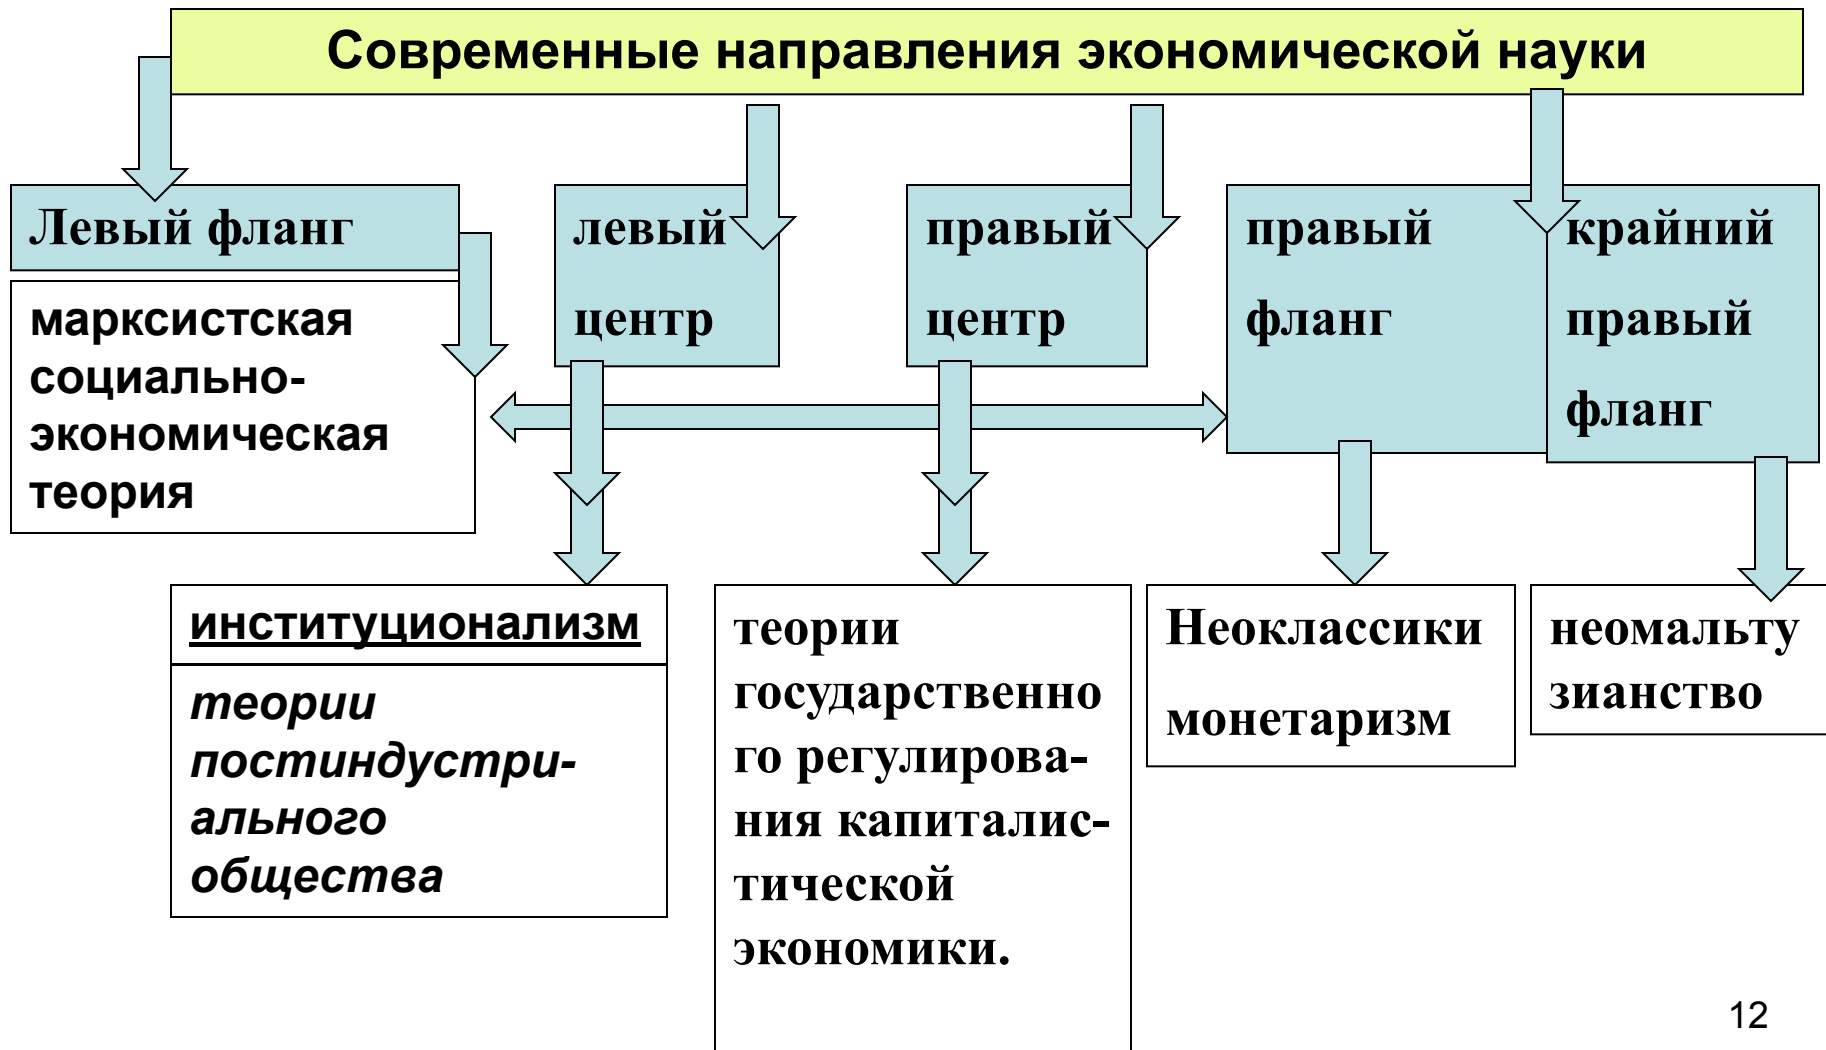 Современные направления экономической науки
Левый фланг
марксистская
социально-
экономическая
теория
левый
центр
правый
центр
правый
фланг
крайний
правый
фланг
институционализм
теории
постиндустри-
ального
общества
теории
государственно
го регулирова-
ния капиталис-
тической
экономики.
Неоклассики
монетаризм
неомальту
зианство
12